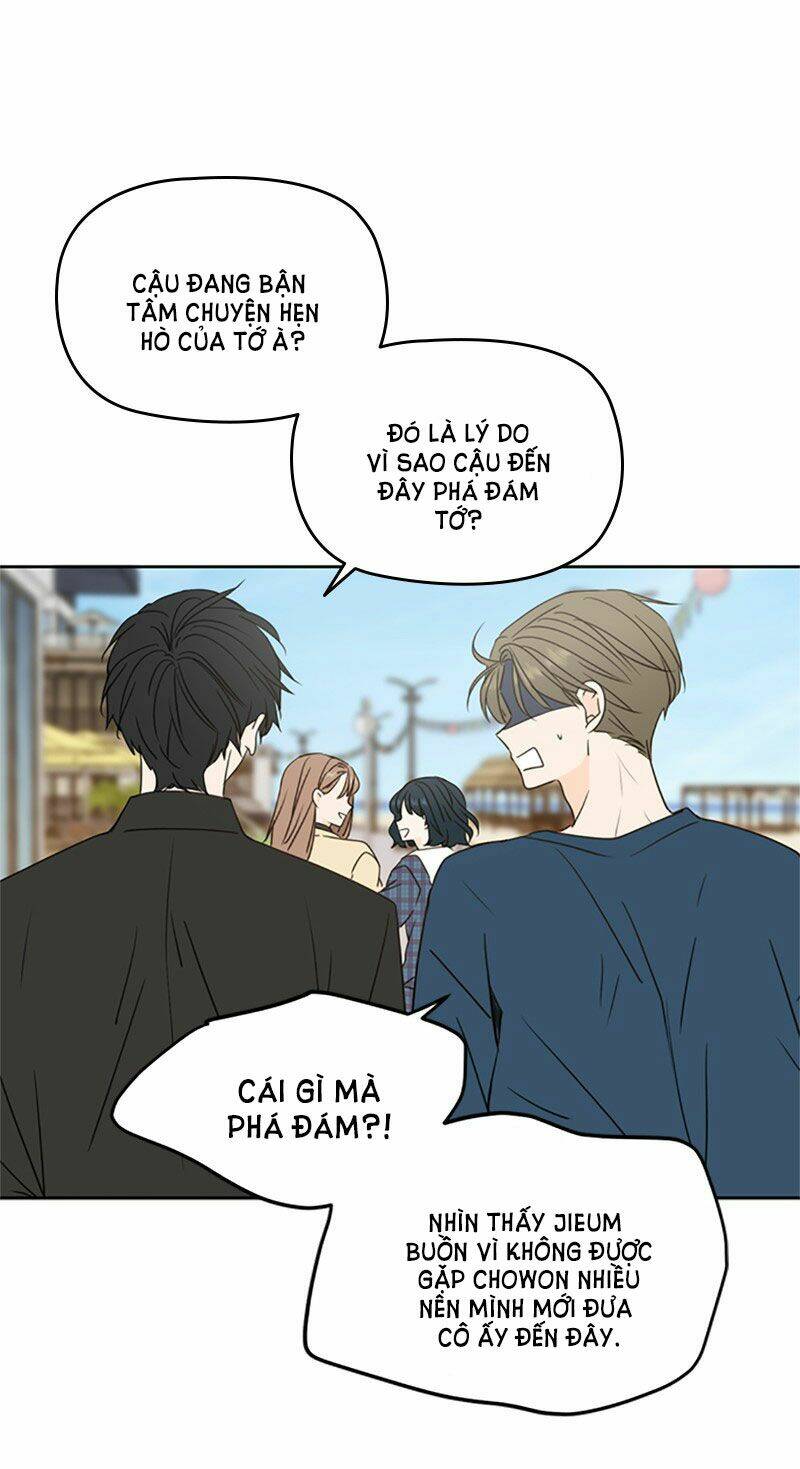 CẬU ĐANG BẬN
TÂM CHUYỆN HẸN
HÒ CỦA TỚ À?
ĐÓ LÀ LÝ DO
VÌ SAO CẬU ĐẾN
ĐÂY PHÁ ĐÁM
TỚ?
CÁI GÌ MÀ
PHÁ ĐÁM?!
NHÌN THẤY JIEUM
BUỒN VÌ KHÔNG ĐƯỢC
GẶP CHOWON NHIỀU
NÊN MÌNH MỚI ĐƯA
CÔ ẤY ĐẾN ĐÂY.